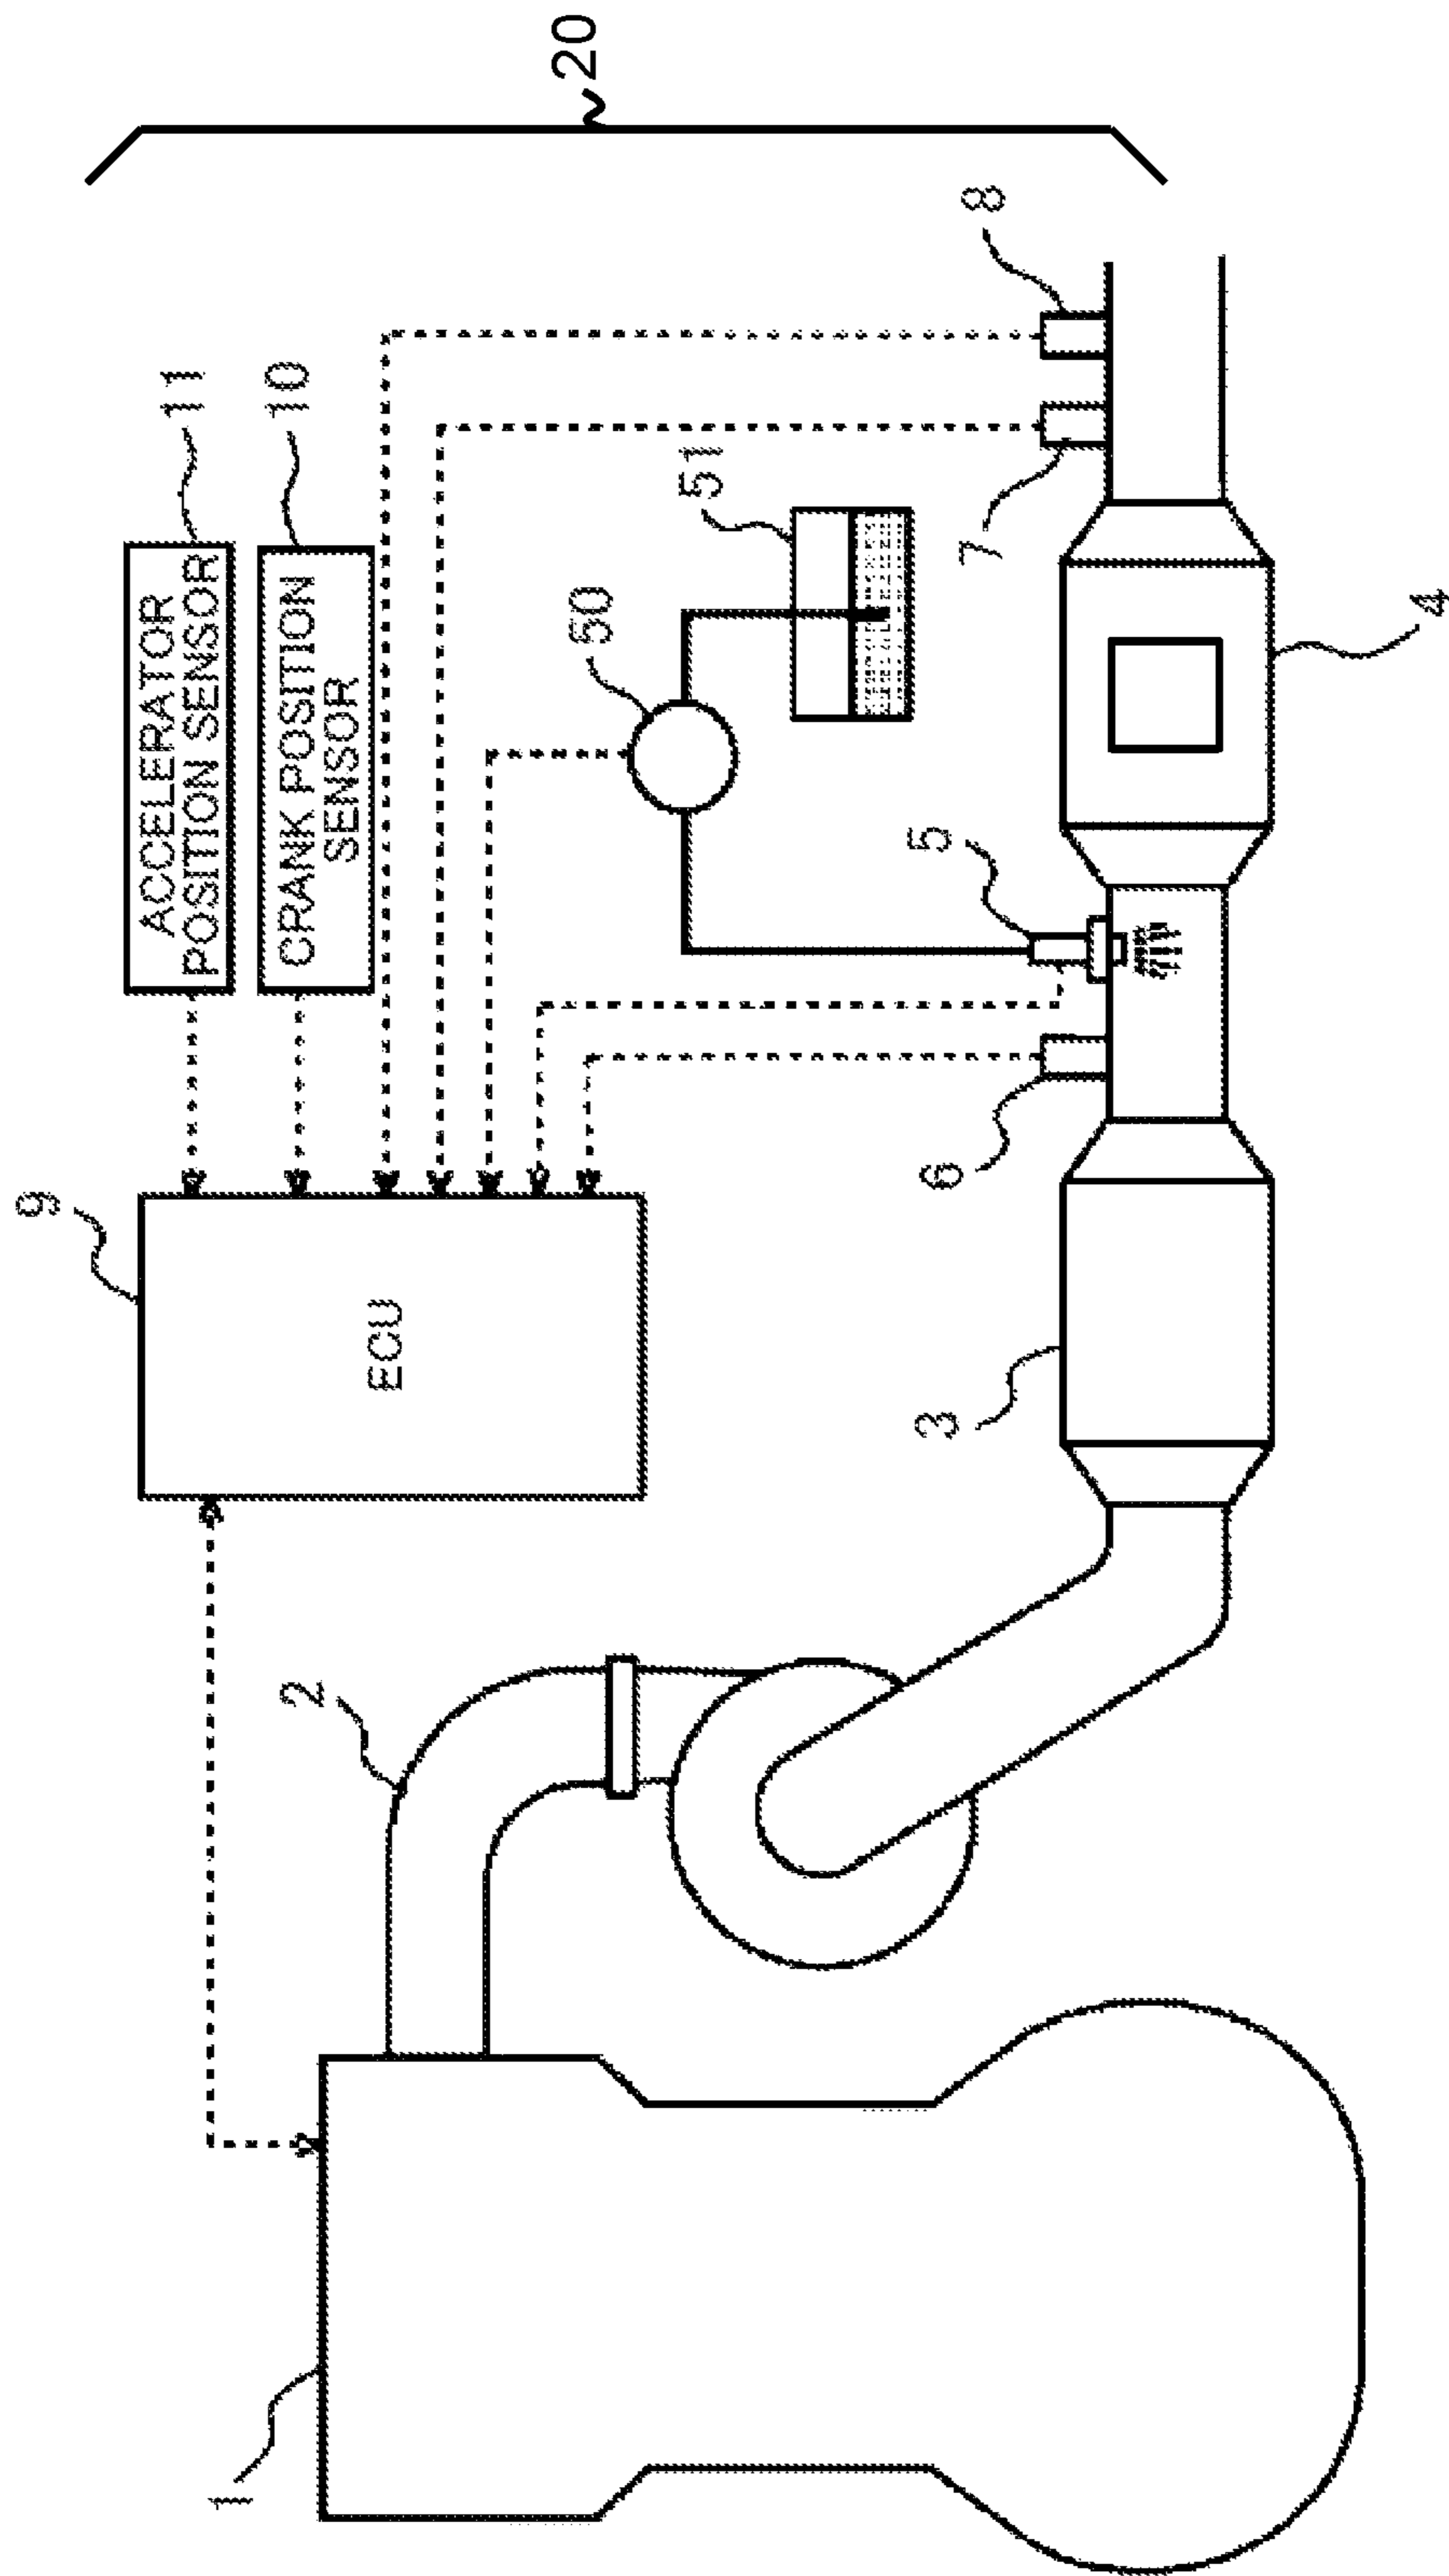 20
ACCELERATOR
POSITION SENSOR
11
CRANK POSITION
SENSOR
10
9
ECU
8
7
51
50
5
6
4
3
2
1